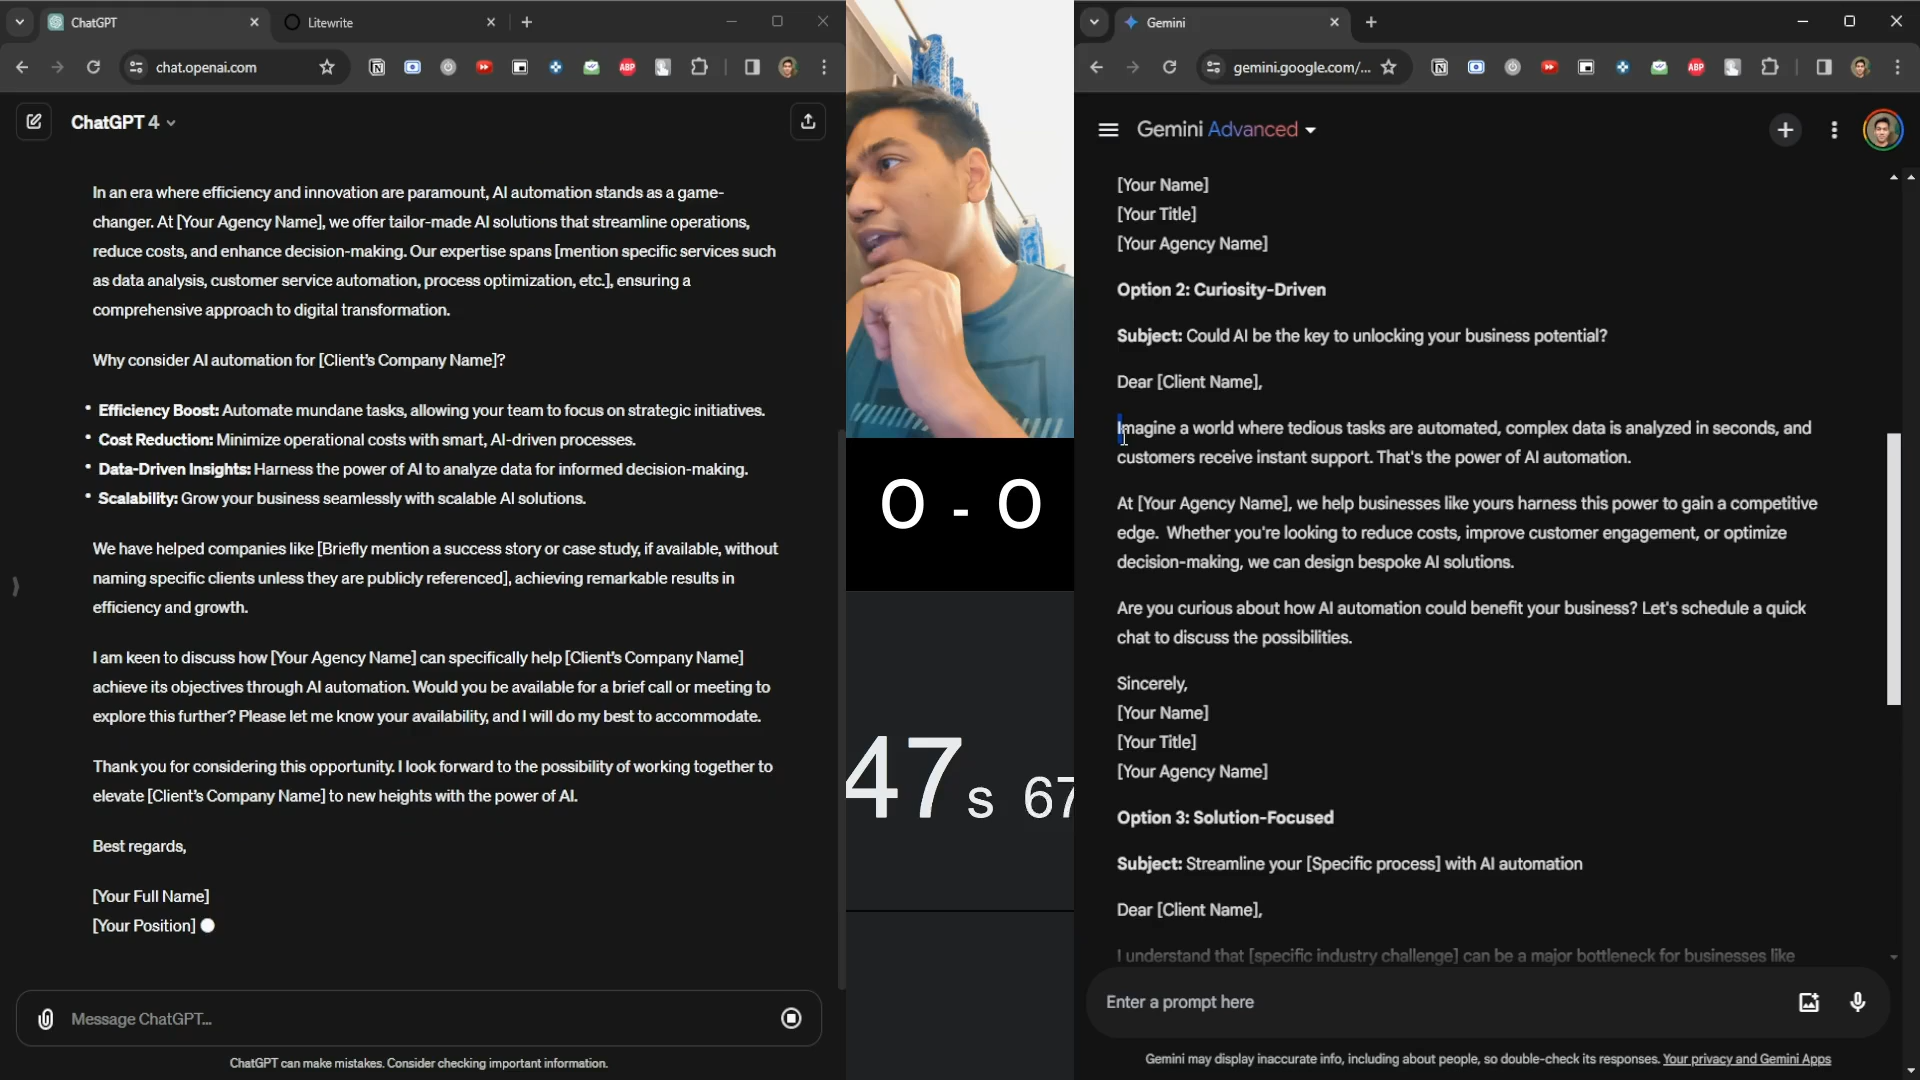 ChatGPT
Litewrite
chat.openai.com
ABP
ChatGPT 4
In an era where efficiency and innovation are paramount, AI automation stands as a game-
changer. At [Your Agency Name], we offer tailor-made AI solutions that streamline operations,
reduce costs, and enhance decision-making. Our expertise spans [mention specific services such
as data analysis, customer service automation, process optimization, etc.], ensuring a
comprehensive approach to digital transformation.
Why consider AI automation for [Client's Company Name]?
• Efficiency Boost: Automate mundane tasks, allowing your team to focus on strategic initiatives.
• Cost Reduction: Minimize operational costs with smart, AI-driven processes.
• Data-Driven Insights: Harness the power of AI to analyze data for informed decision-making.
• Scalability: Grow your business seamlessly with scalable AI solutions.
We have helped companies like [Briefly mention a success story or case study, if available, without
naming specific clients unless they are publicly referenced], achieving remarkable results in
efficiency and growth.
I am keen to discuss how [Your Agency Name] can specifically help [Client's Company Name]
achieve its objectives through AI automation. Would you be available for a brief call or meeting to
explore this further? Please let me know your availability, and I will do my best to accommodate.
Thank you for considering this opportunity. I look forward to the possibility of working together to
elevate [Client's Company Name] to new heights with the power of AI.
Best regards,
[Your Full Name]
[Your Position]
Message ChatGPT...
ChatGPT can make mistakes. Consider checking important information.
0 - 0
47s 67
Gemini
gemini.google.com/...
ABP
Gemini Advanced
[Your Name]
[Your Title]
[Your Agency Name]
Option 2: Curiosity-Driven
Subject: Could AI be the key to unlocking your business potential?
Dear [Client Name],
Imagine a world where tedious tasks are automated, complex data is analyzed in seconds, and
customers receive instant support. That's the power of AI automation.
At [Your Agency Name], we help businesses like yours harness this power to gain a competitive
edge. Whether you're looking to reduce costs, improve customer engagement, or optimize
decision-making, we can design bespoke AI solutions.
Are you curious about how AI automation could benefit your business? Let's schedule a quick
chat to discuss the possibilities.
Sincerely,
[Your Name]
[Your Title]
[Your Agency Name]
Option 3: Solution-Focused
Subject: Streamline your [Specific process] with AI automation
Dear [Client Name],
I understand that [specific industry challenge] can be a major bottleneck for businesses like
Enter a prompt here
Gemini may display inaccurate info, including about people, so double-check its responses. Your privacy and Gemini Apps